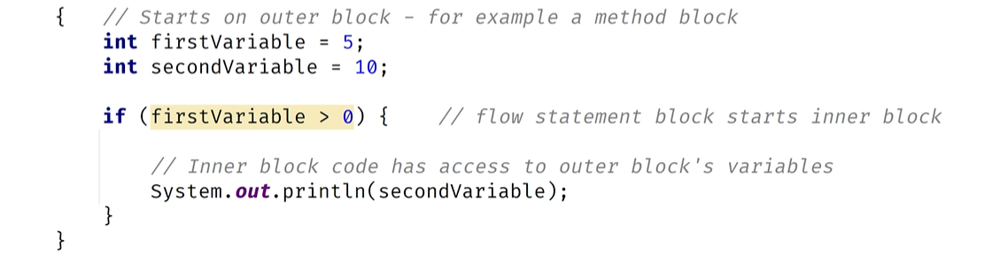 {   // Starts on outer block – for example a method block
    int firstVariable = 5;
    int secondVariable = 10;

    if (firstVariable > 0) {    // flow statement block starts inner block

        // Inner block code has access to outer block's variables
        System.out.println(secondVariable);
    }
}